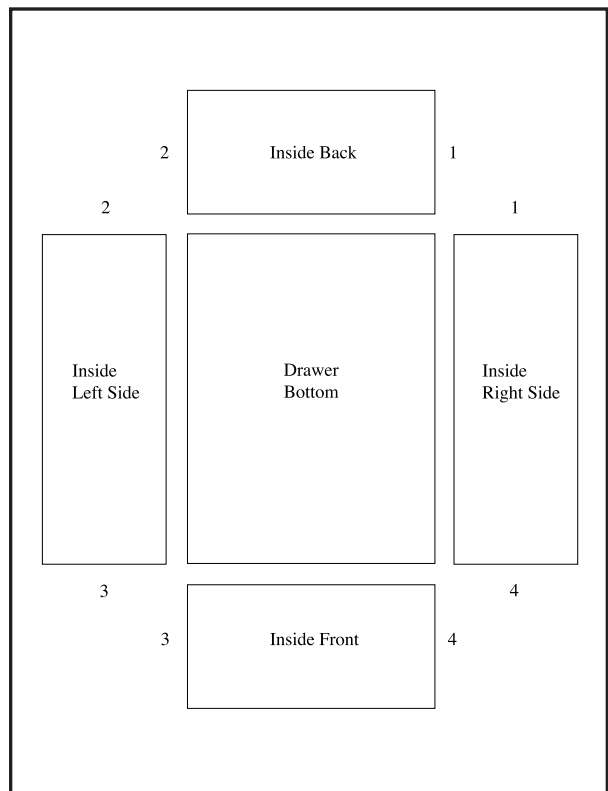 2 Inside Back 1
2 1
Inside
Left Side
Drawer
Bottom
Inside
Right Side
3 4
3 Inside Front 4